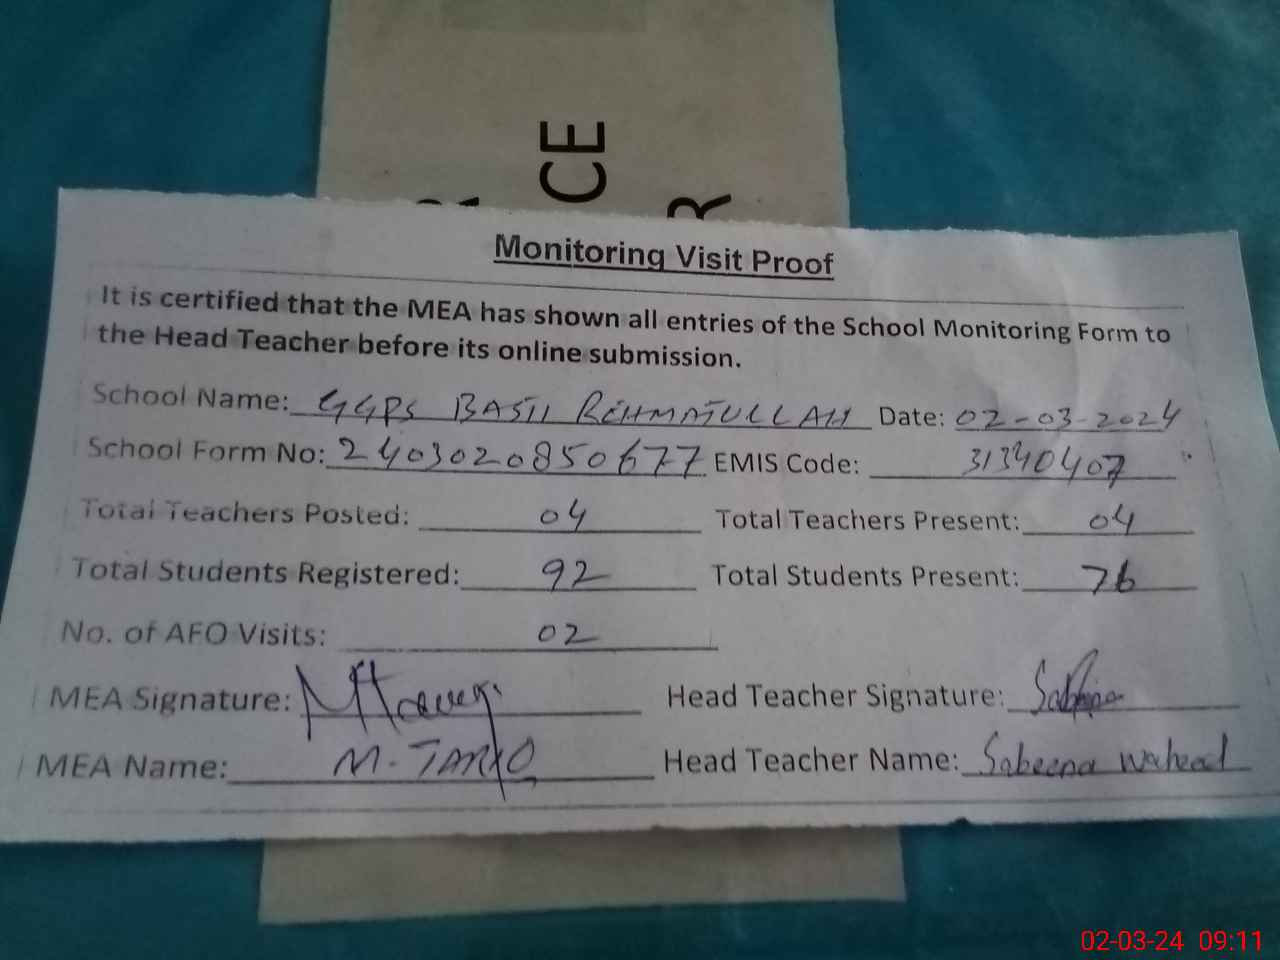 CE
R
Monitoring Visit Proof
It is certified that the MEA has shown all entries of the School Monitoring Form to
the Head Teacher before its online submission.
School Name: GGPS BASTI REHMATULLAH Date: 02-03-2024
School Form No: 2403020850677 EMIS Code: 31340407
Total Teachers Posted: 04 Total Teachers Present: 04
Total Students Registered: 92 Total Students Present: 76
No. of AFO Visits: 02
MEA Signature: Head Teacher Signature: Sabeena
MEA Name: M. TARIQ Head Teacher Name: Sabeena waheed
02-03-24 09:11